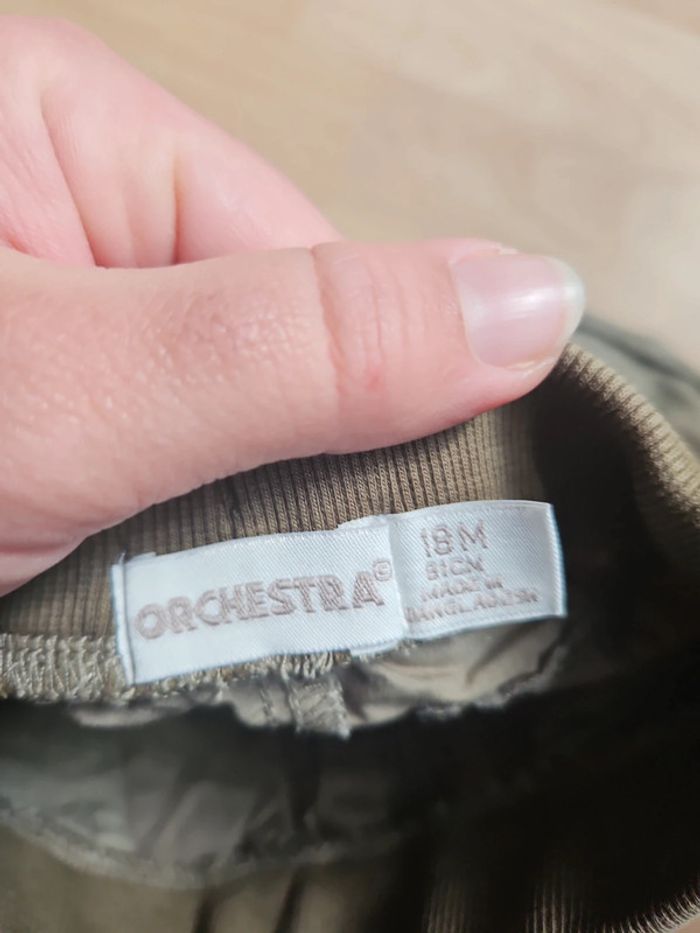 ORCHESTRA©
18M
81CM
MADE IN
BANGLADESH